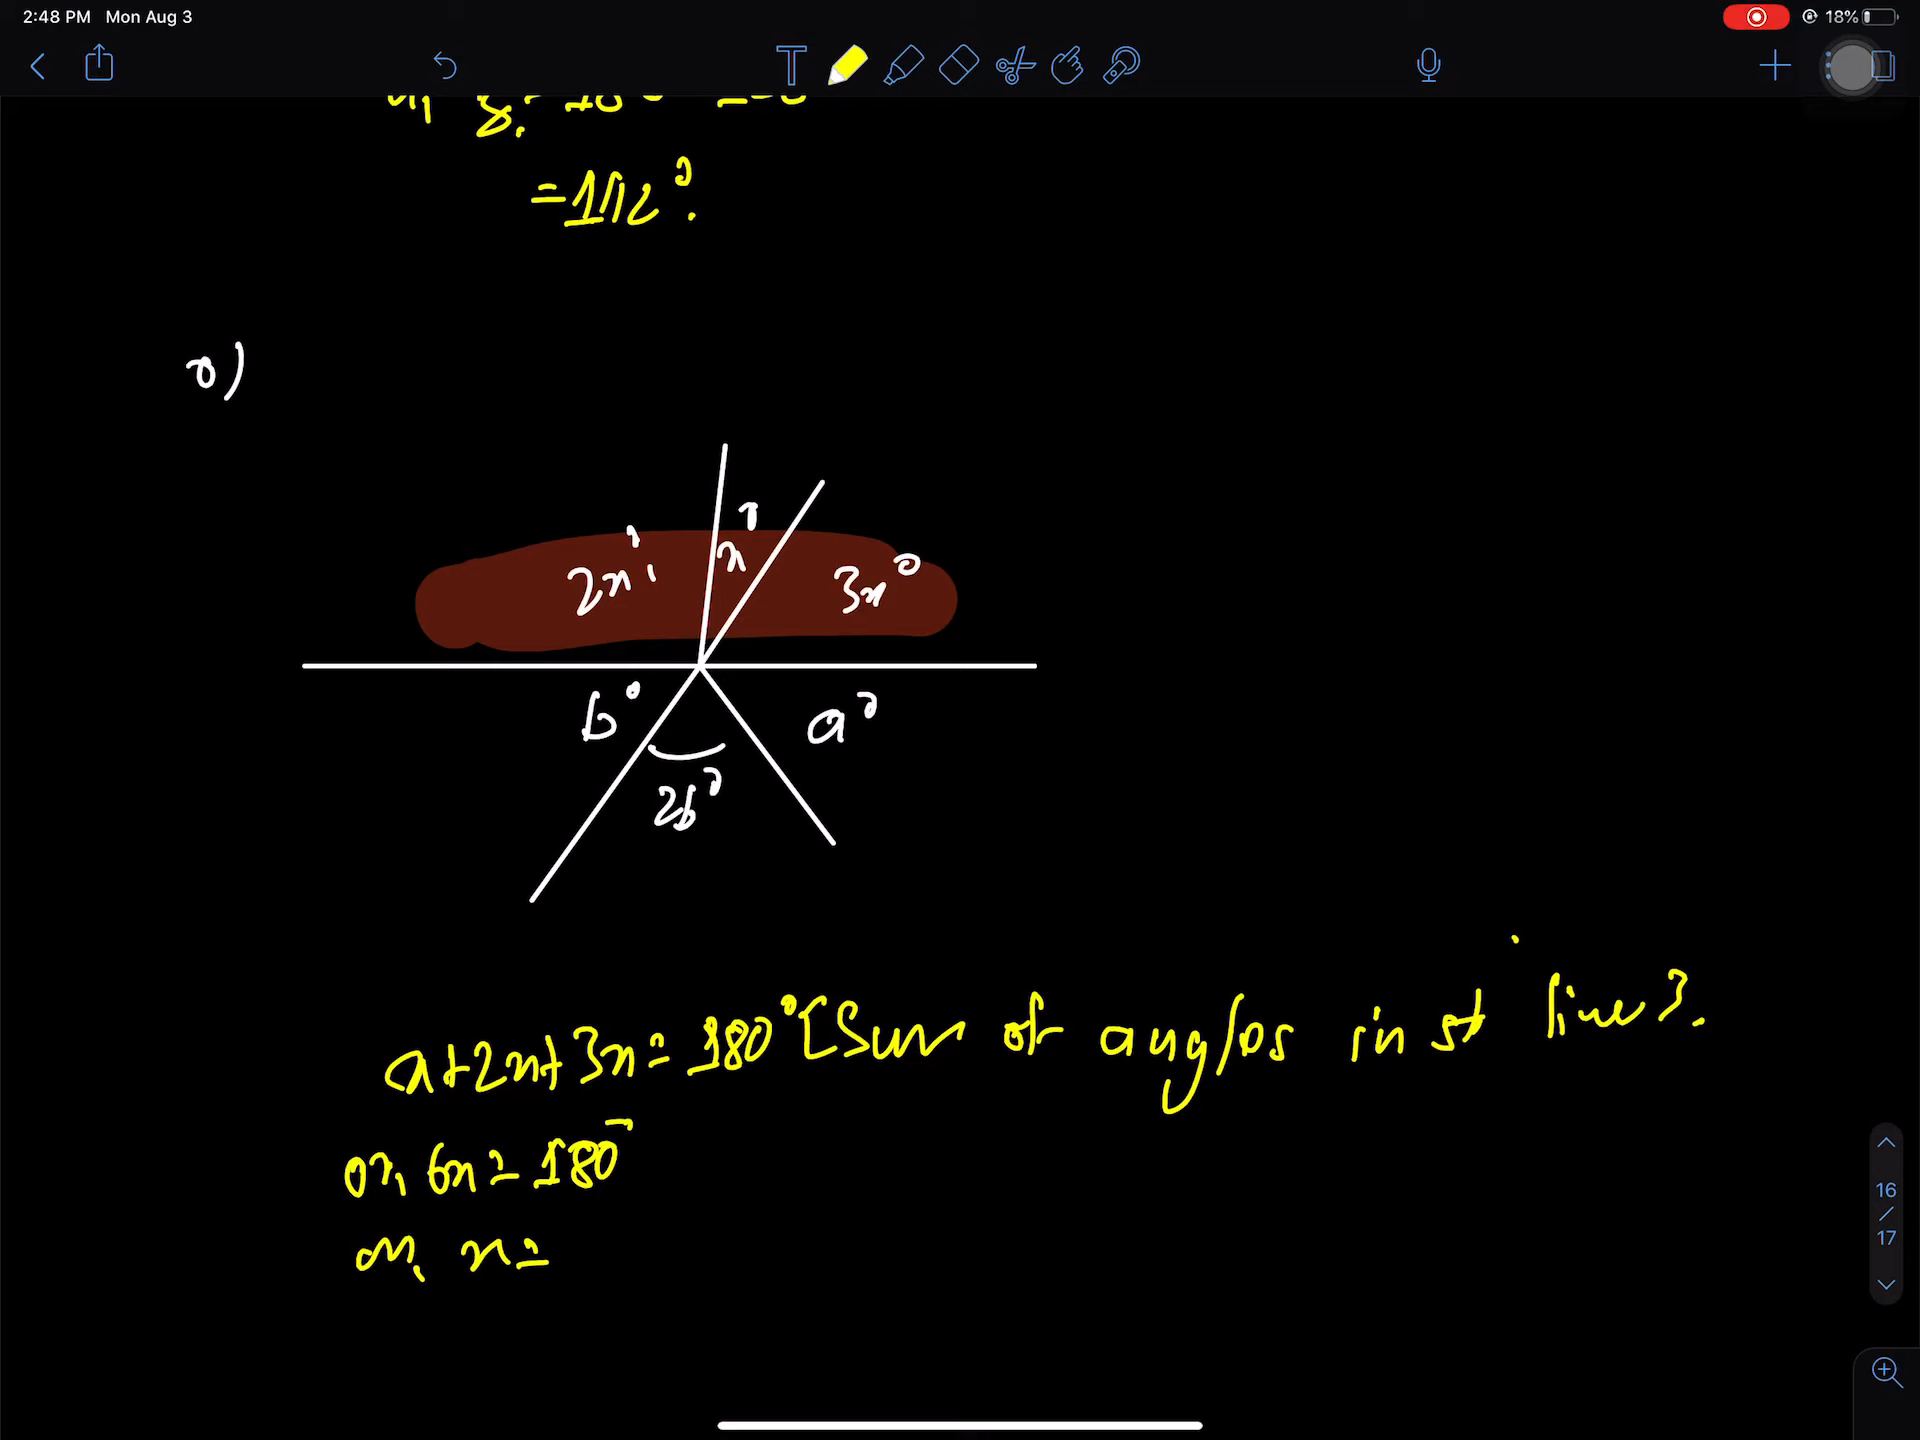 2:48 PM Mon Aug 3
18%
T
= 112°.
2x° x° 3x°
b° a°
2b°
x+2x+3x=180° [Sum of angles in st line].
or, 6x=180°
or, x=
16
/
17